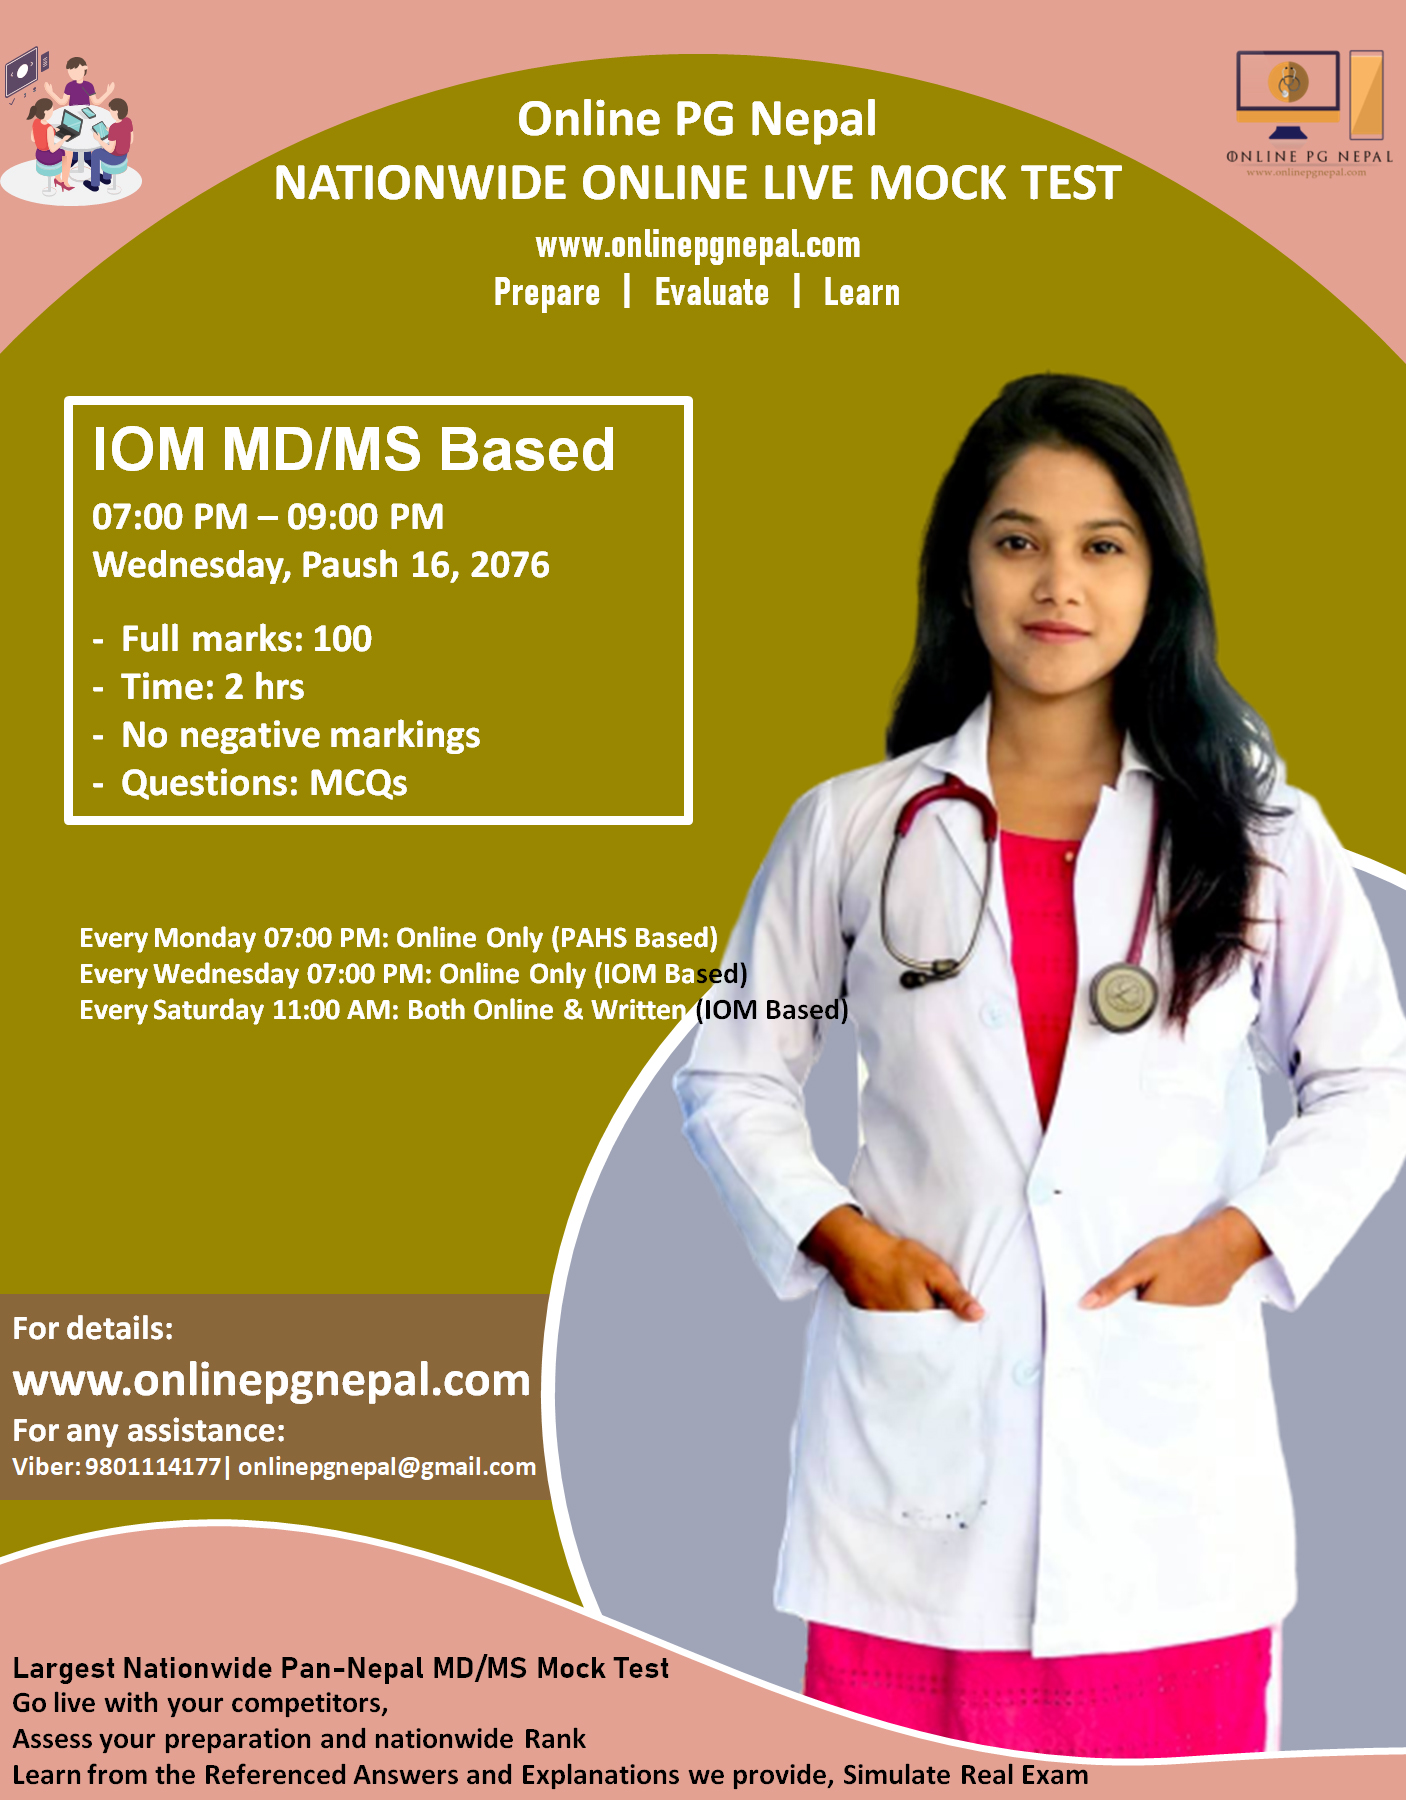 Online PG Nepal
NATIONWIDE ONLINE LIVE MOCK TEST
www.onlinepgnepal.com
Prepare | Evaluate | Learn
ONLINE PG NEPAL
www.onlinepgnepal.com
IOM MD/MS Based
07:00 PM – 09:00 PM
Wednesday, Paush 16, 2076
- Full marks: 100
- Time: 2 hrs
- No negative markings
- Questions: MCQs
Every Monday 07:00 PM: Online Only (PAHS Based)
Every Wednesday 07:00 PM: Online Only (IOM Based)
Every Saturday 11:00 AM: Both Online & Written (IOM Based)
For details:
www.onlinepgnepal.com
For any assistance:
Viber: 9801114177| onlinepgnepal@gmail.com
Largest Nationwide Pan-Nepal MD/MS Mock Test
Go live with your competitors,
Assess your preparation and nationwide Rank
Learn from the Referenced Answers and Explanations we provide, Simulate Real Exam